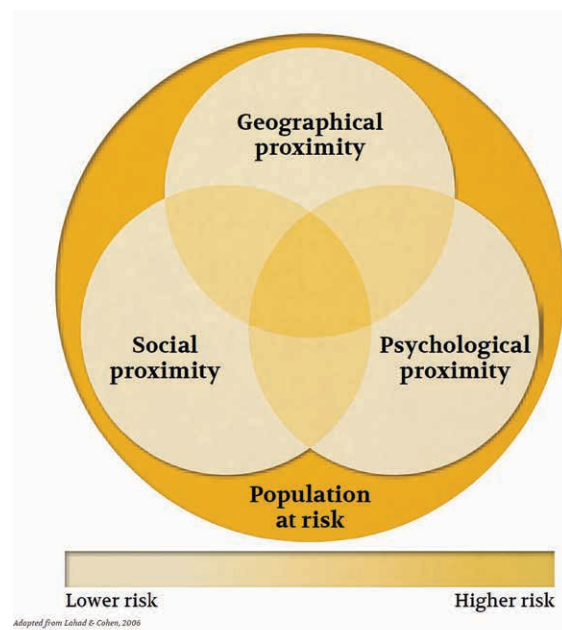 Geographical
proximity
Social
proximity
Psychological
proximity
Population
at risk
Lower risk
Higher risk
Adapted from Lahad & Cohen, 2006